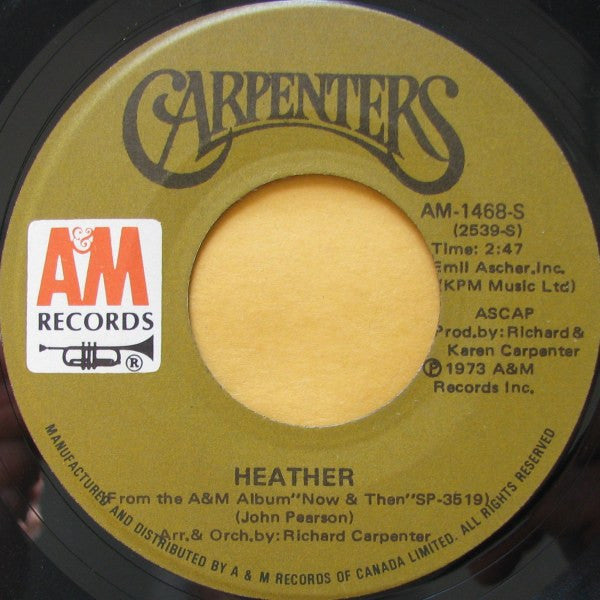 CARPENTERS
A&M
RECORDS
®
AM-1468-S
(2539-S)
Time: 2:47
Emil Ascher,Inc.
(KPM Music Ltd)
ASCAP
Prod.by: Richard &
Karen Carpenter
Ⓟ 1973 A&M
Records Inc.
HEATHER
(From the A&M Album"Now & Then"SP-3519)
(John Pearson)
Arr.& Orch.by: Richard Carpenter
MANUFACTURED AND DISTRIBUTED BY A & M RECORDS OF CANADA LIMITED. ALL RIGHTS RESERVED